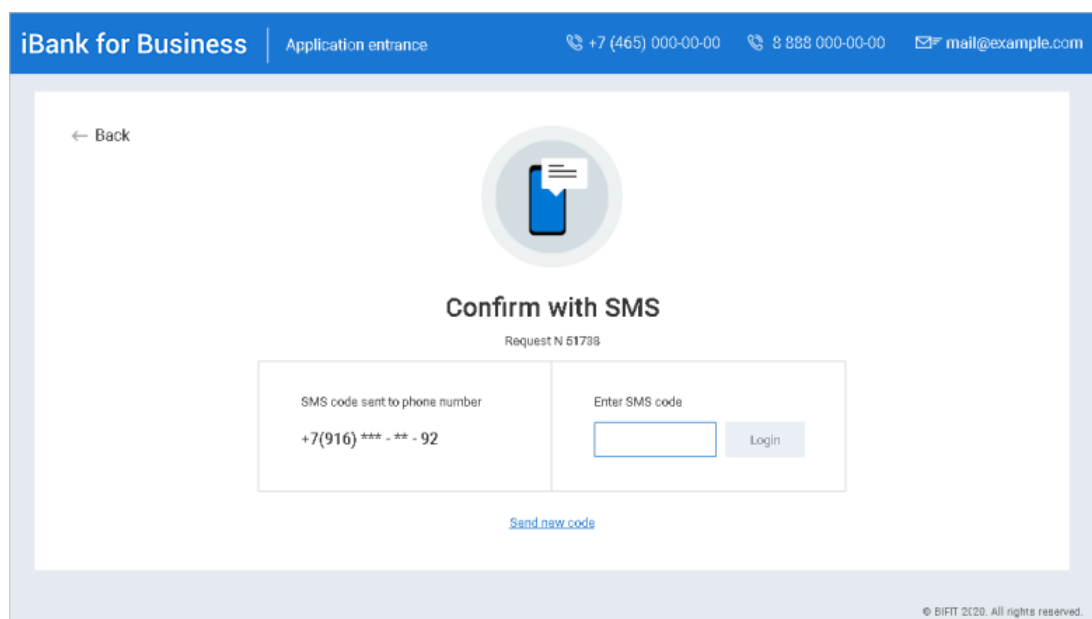 iBank for Business Application entrance +7 (465) 000-00-00 8 888 000-00-00 mail@example.com
← Back
Confirm with SMS
Request N 51738
SMS code sent to phone number
+7(916) *** - ** - 92
Enter SMS code
Login
Send new code
© BIFIT 2020. All rights reserved.